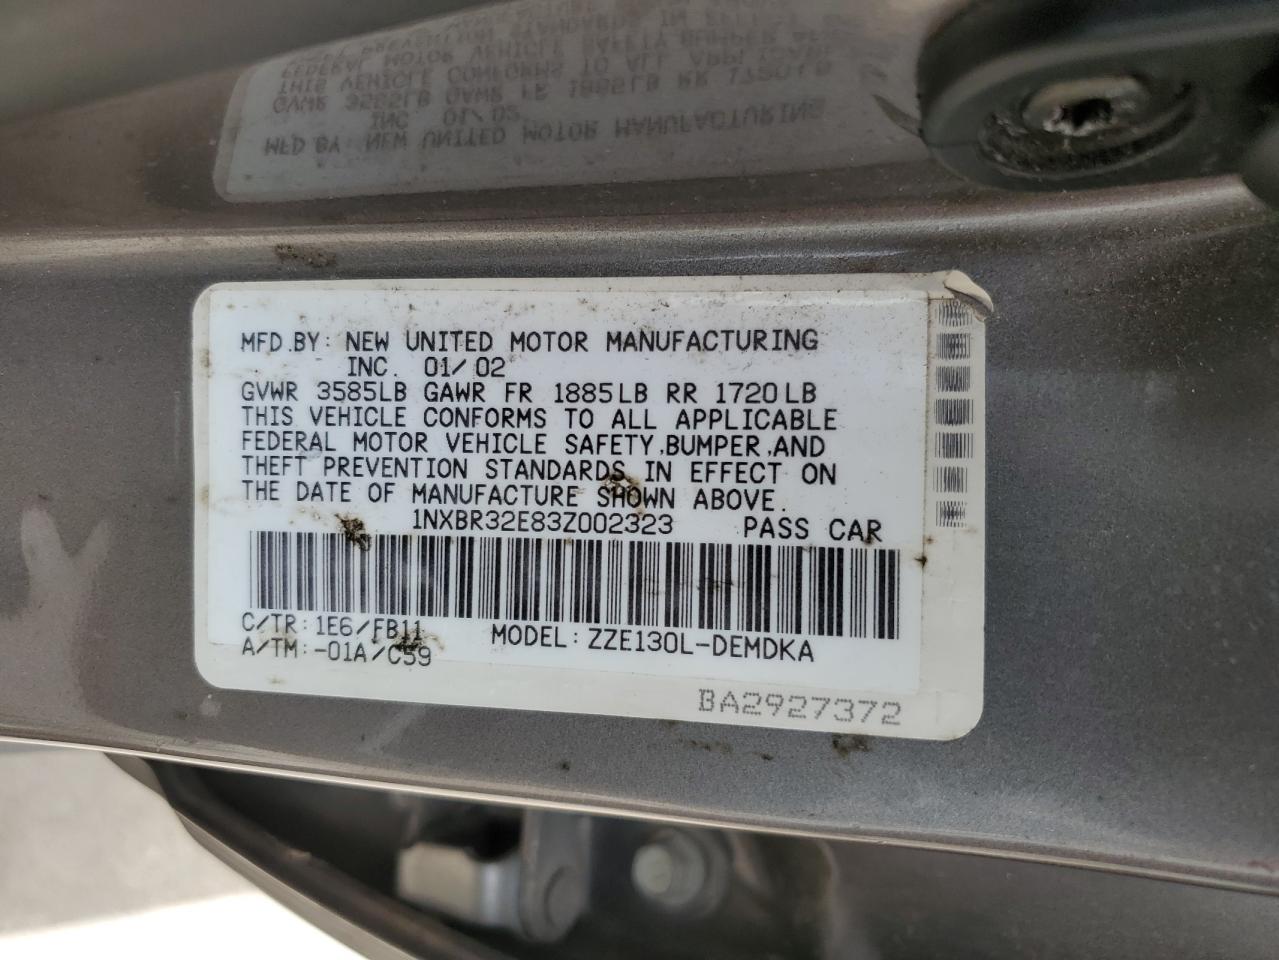 MFD.BY: NEW UNITED MOTOR MANUFACTURING
INC. 01/02
GVWR 3585LB GAWR FR 1885LB RR 1720LB
THIS VEHICLE CONFORMS TO ALL APPLICABLE
FEDERAL MOTOR VEHICLE SAFETY,BUMPER,AND
THEFT PREVENTION STANDARDS IN EFFECT ON
THE DATE OF MANUFACTURE SHOWN ABOVE.
1NXBR32E83Z002323 PASS CAR
C/TR: 1E6/FB11 MODEL: ZZE130L-DEMDKA
A/TM:-01A/C59
BA2927372